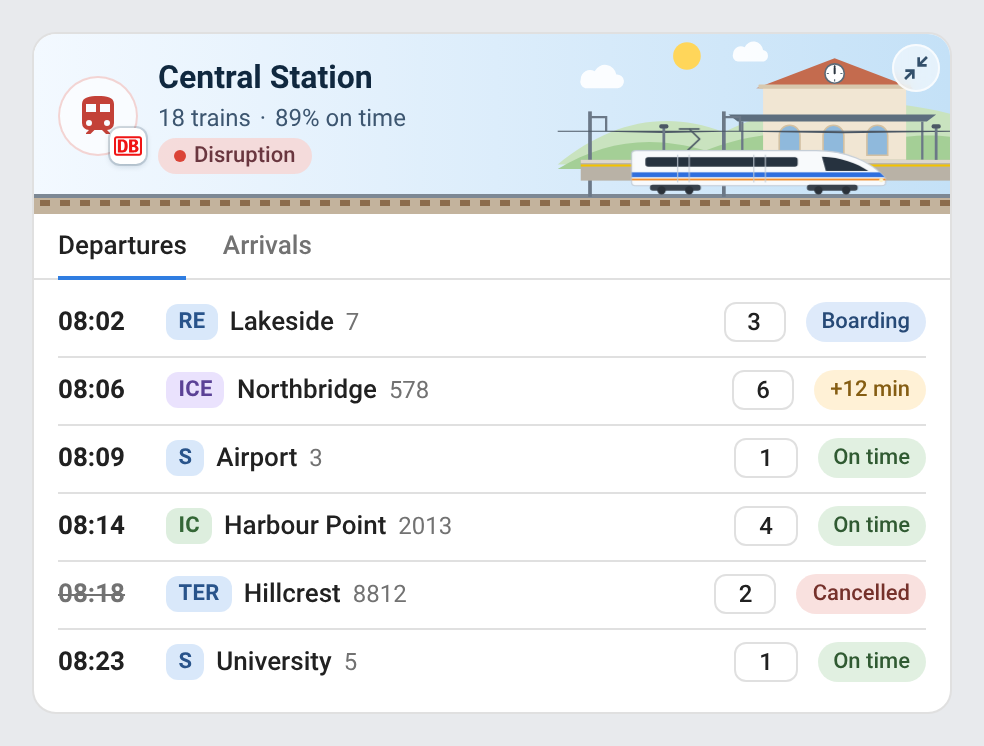 Central Station
18 trains · 89% on time
DB
Disruption
Departures Arrivals
08:02 RE Lakeside 7 3 Boarding
08:06 ICE Northbridge 578 6 +12 min
08:09 S Airport 3 1 On time
08:14 IC Harbour Point 2013 4 On time
08:18 TER Hillcrest 8812 2 Cancelled
08:23 S University 5 1 On time